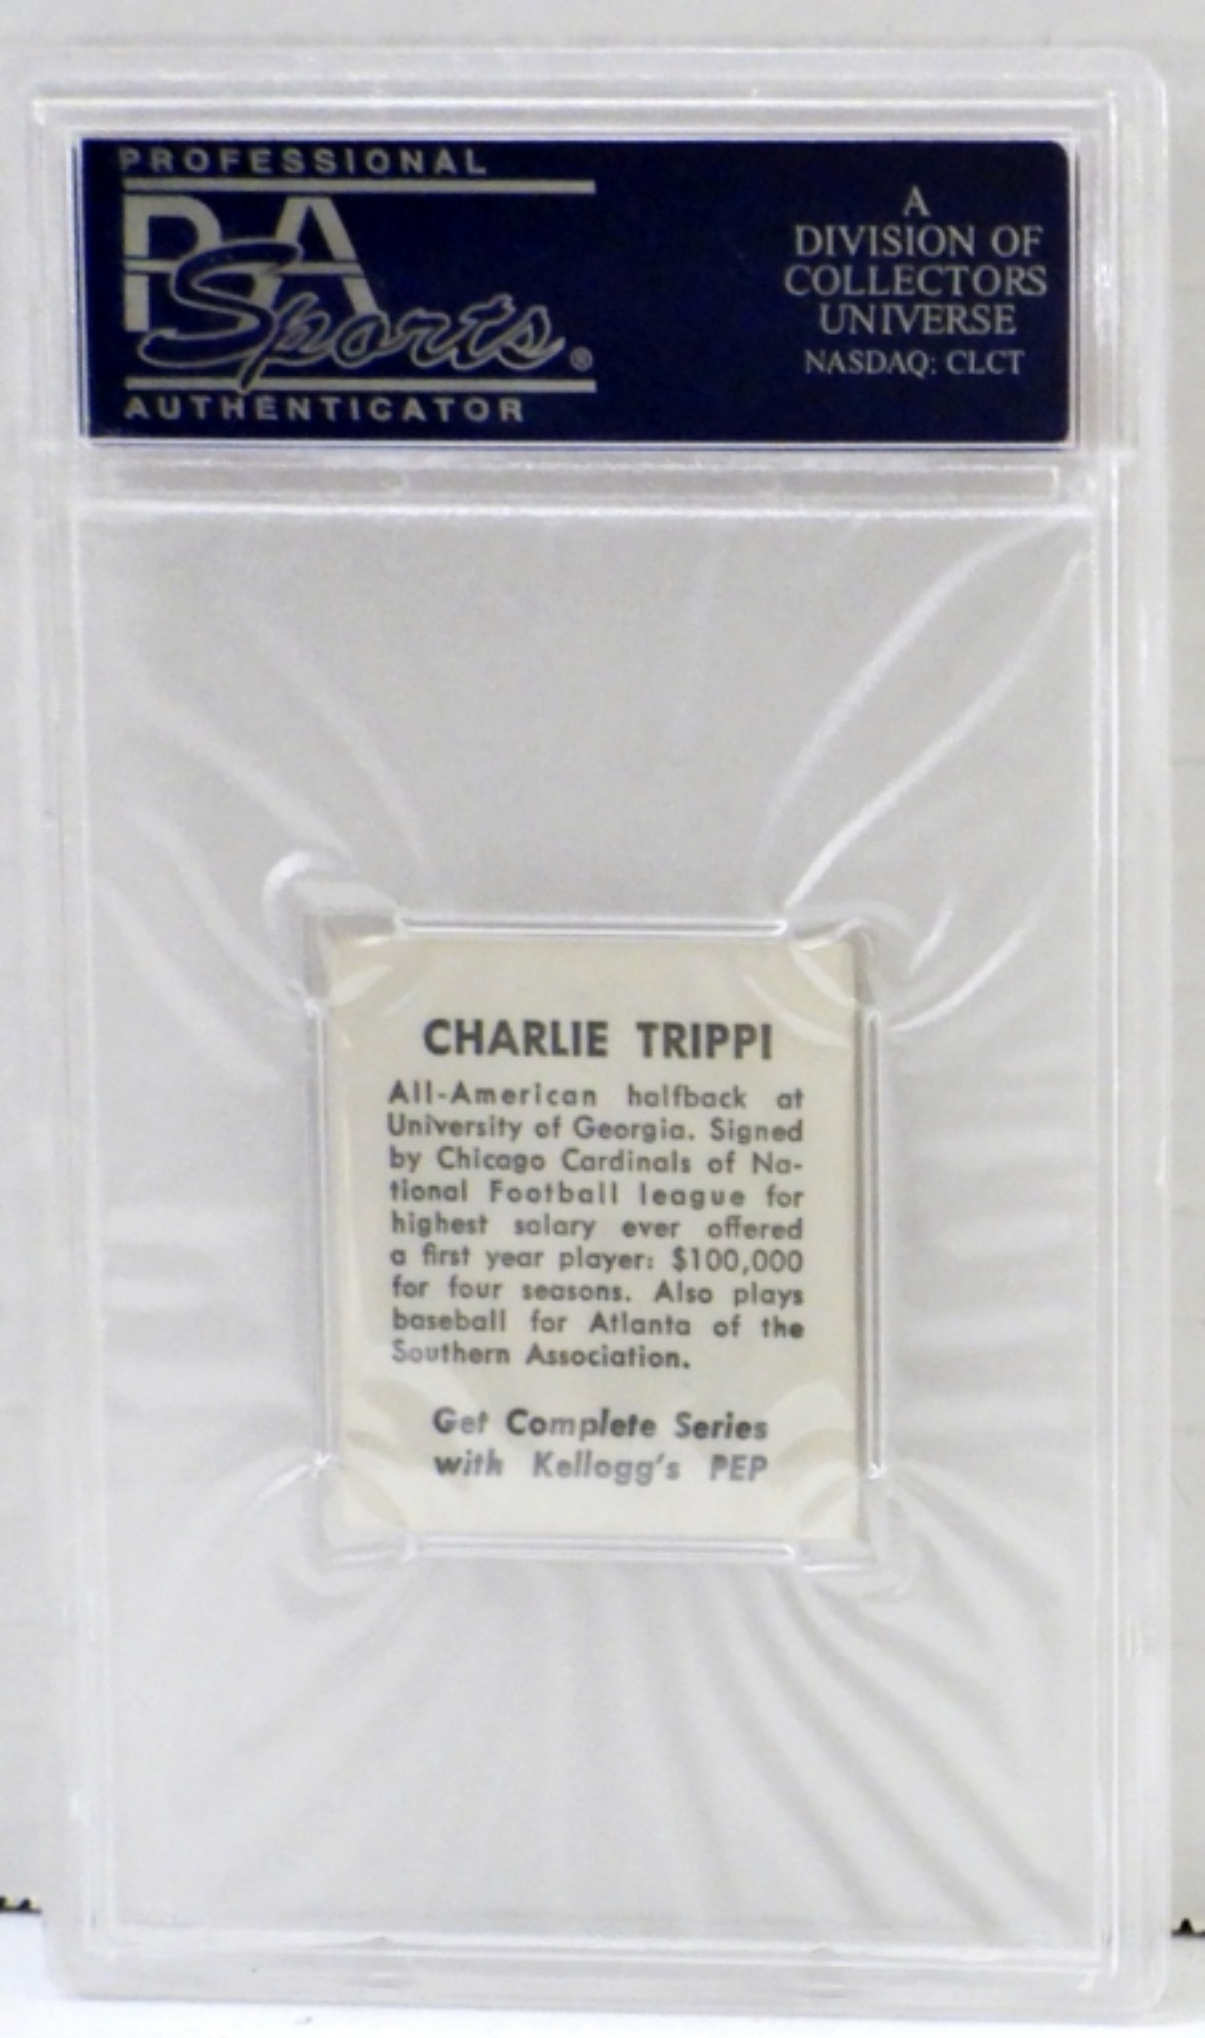 PROFESSIONAL
PSA
Sports®
AUTHENTICATOR
A
DIVISION OF
COLLECTORS
UNIVERSE
NASDAQ: CLCT
CHARLIE TRIPPI
All-American halfback at
University of Georgia. Signed
by Chicago Cardinals of Na-
tional Football league for
highest salary ever offered
a first year player: $100,000
for four seasons. Also plays
baseball for Atlanta of the
Southern Association.
Get Complete Series
with Kellogg's PEP